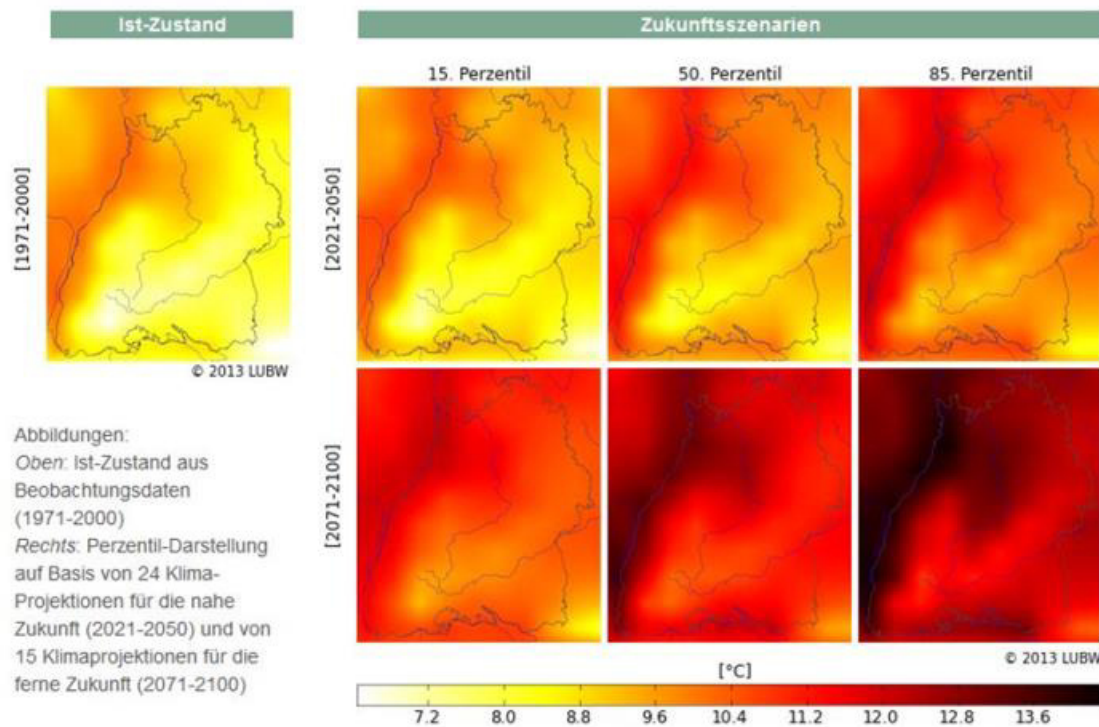 Ist-Zustand
Zukunftsszenarien
15. Perzentil
50. Perzentil
85. Perzentil
[1971-2000]
[2021-2050]
© 2013 LUBW
[2071-2100]
Abbildungen:
Oben: Ist-Zustand aus
Beobachtungsdaten
(1971-2000)
Rechts: Perzentil-Darstellung
auf Basis von 24 Klima-
Projektionen für die nahe
Zukunft (2021-2050) und von
15 Klimaprojektionen für die
ferne Zukunft (2071-2100)
© 2013 LUBW
[°C]
7.2 8.0 8.8 9.6 10.4 11.2 12.0 12.8 13.6